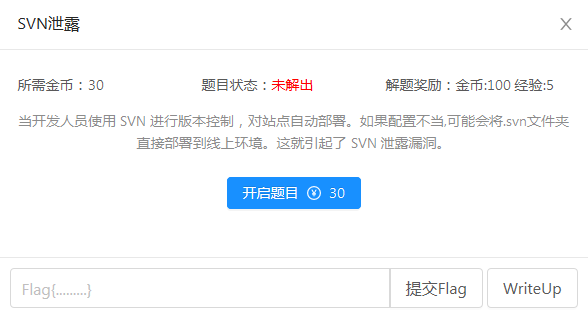 SVN泄露
所需金币：30 题目状态：未解出 解题奖励：金币:100 经验:5
当开发人员使用 SVN 进行版本控制，对站点自动部署。如果配置不当,可能会将.svn文件夹
直接部署到线上环境。这就引起了 SVN 泄露漏洞。
开启题目 ¥ 30
Flag{.........} 提交Flag WriteUp